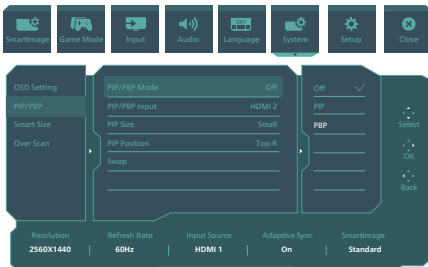 SmartImage Game Mode Input Audio TXT Language System Setup Close
OSD Setting PIP/PBP Mode Off Off
PIP/PBP PIP/PBP Input HDMI 2 PIP
Smart Size PIP Size Small PBP Select
Over Scan PIP Position Top-R
Swap OK
Back
Resolution Refresh Rate Input Source Adaptive Sync SmartImage
2560X1440 60Hz HDMI 1 On Standard